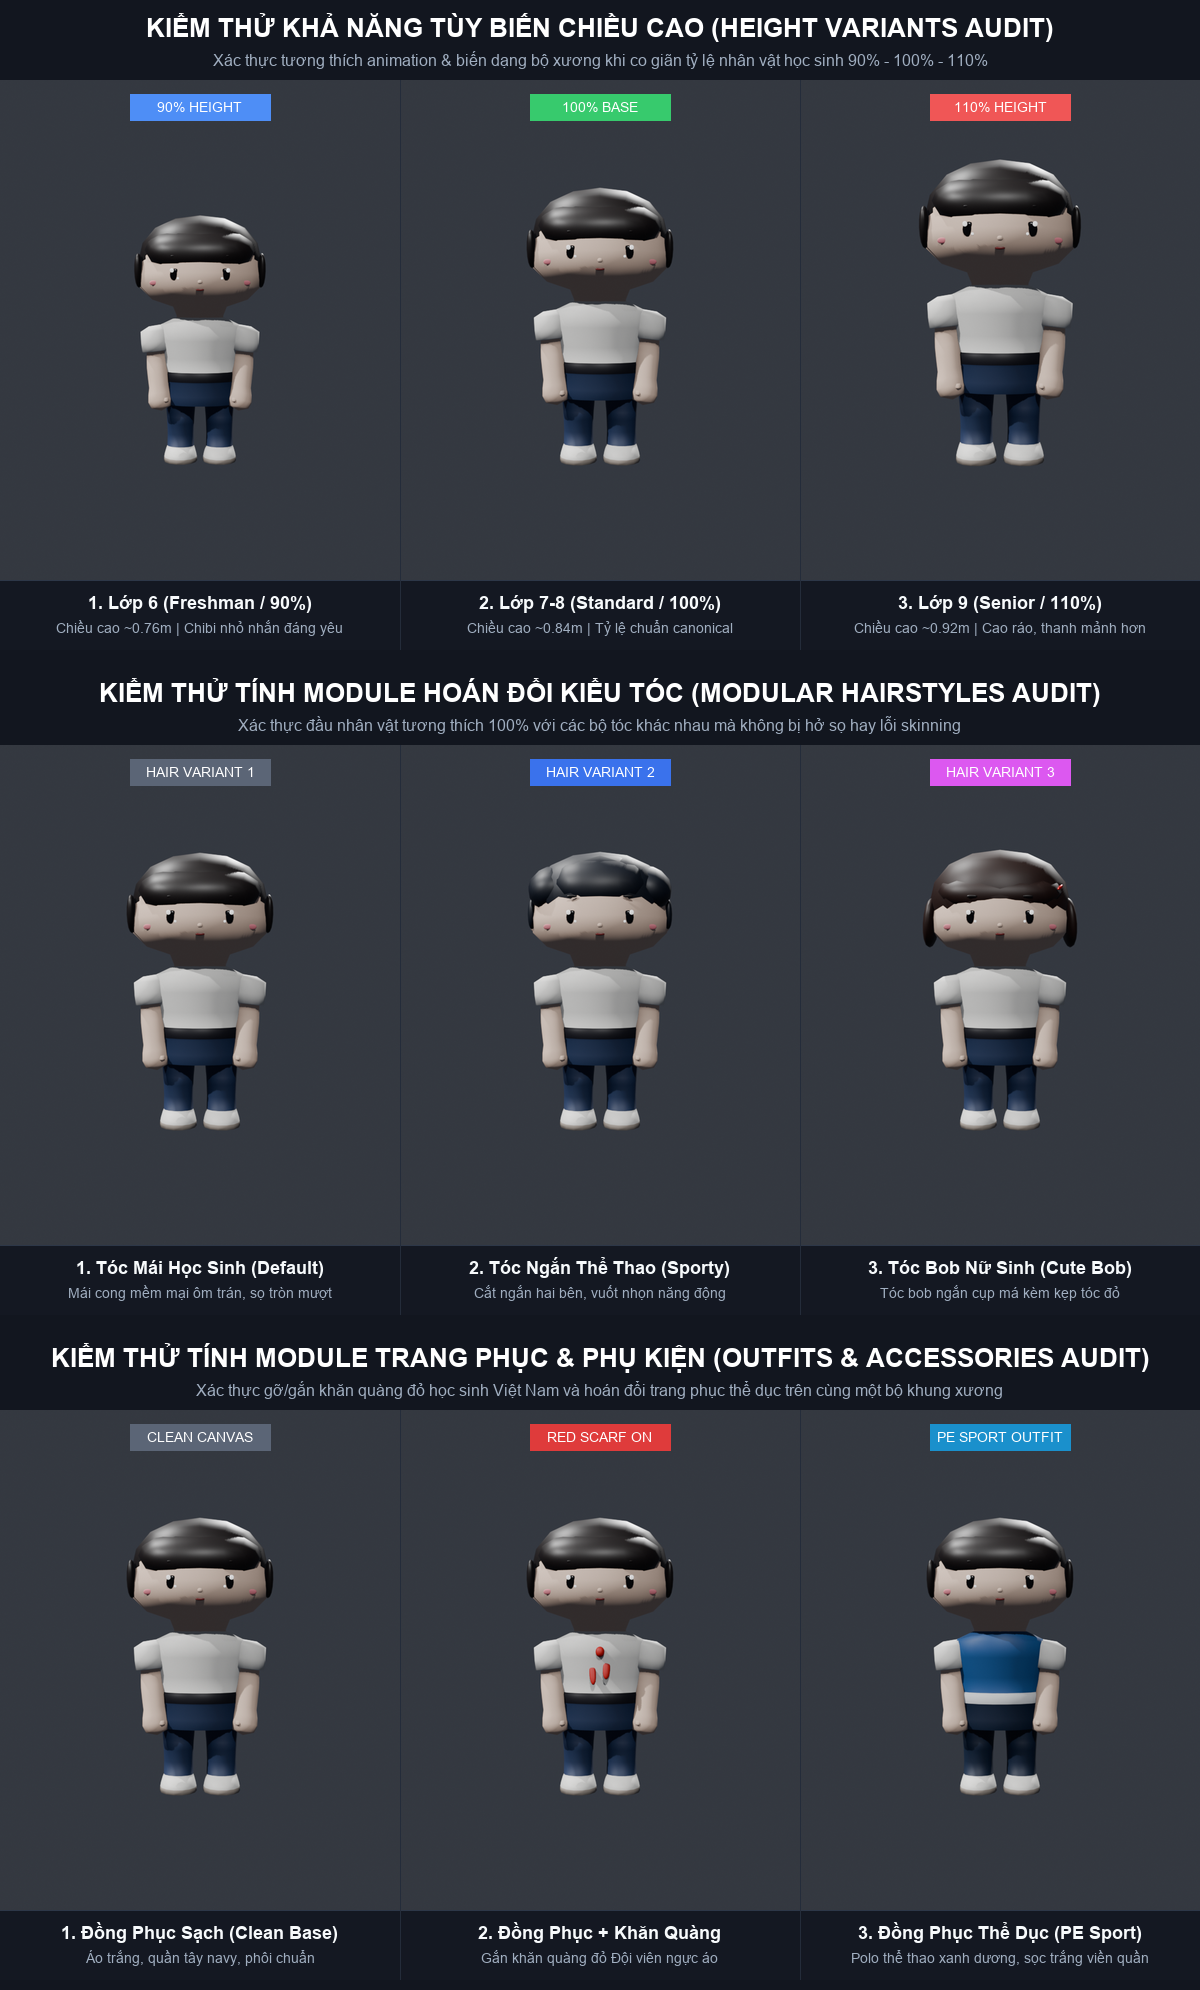 KIỂM THỬ KHẢ NĂNG TÙY BIẾN CHIỀU CAO (HEIGHT VARIANTS AUDIT)
Xác thực tương thích animation & biến dạng bộ xương khi co giãn tỷ lệ nhân vật học sinh 90% - 100% - 110%
90% HEIGHT
100% BASE
110% HEIGHT
1. Lớp 6 (Freshman / 90%)
Chiều cao ~0.76m | Chibi nhỏ nhắn đáng yêu
2. Lớp 7-8 (Standard / 100%)
Chiều cao ~0.84m | Tỷ lệ chuẩn canonical
3. Lớp 9 (Senior / 110%)
Chiều cao ~0.92m | Cao ráo, thanh mảnh hơn
KIỂM THỬ TÍNH MODULE HOÁN ĐỔI KIỂU TÓC (MODULAR HAIRSTYLES AUDIT)
Xác thực đầu nhân vật tương thích 100% với các bộ tóc khác nhau mà không bị hở sọ hay lỗi skinning
HAIR VARIANT 1
HAIR VARIANT 2
HAIR VARIANT 3
1. Tóc Mái Học Sinh (Default)
Mái cong mềm mại ôm trán, sọ tròn mượt
2. Tóc Ngắn Thể Thao (Sporty)
Cắt ngắn hai bên, vuốt nhọn năng động
3. Tóc Bob Nữ Sinh (Cute Bob)
Tóc bob ngắn cụp má kèm kẹp tóc đỏ
KIỂM THỬ TÍNH MODULE TRANG PHỤC & PHỤ KIỆN (OUTFITS & ACCESSORIES AUDIT)
Xác thực gỡ/gắn khăn quàng đỏ học sinh Việt Nam và hoán đổi trang phục thể dục trên cùng một bộ khung xương
CLEAN CANVAS
RED SCARF ON
PE SPORT OUTFIT
1. Đồng Phục Sạch (Clean Base)
Áo trắng, quần tây navy, phôi chuẩn
2. Đồng Phục + Khăn Quàng
Gắn khăn quàng đỏ Đội viên ngực áo
3. Đồng Phục Thể Dục (PE Sport)
Polo thể thao xanh dương, sọc trắng viền quần